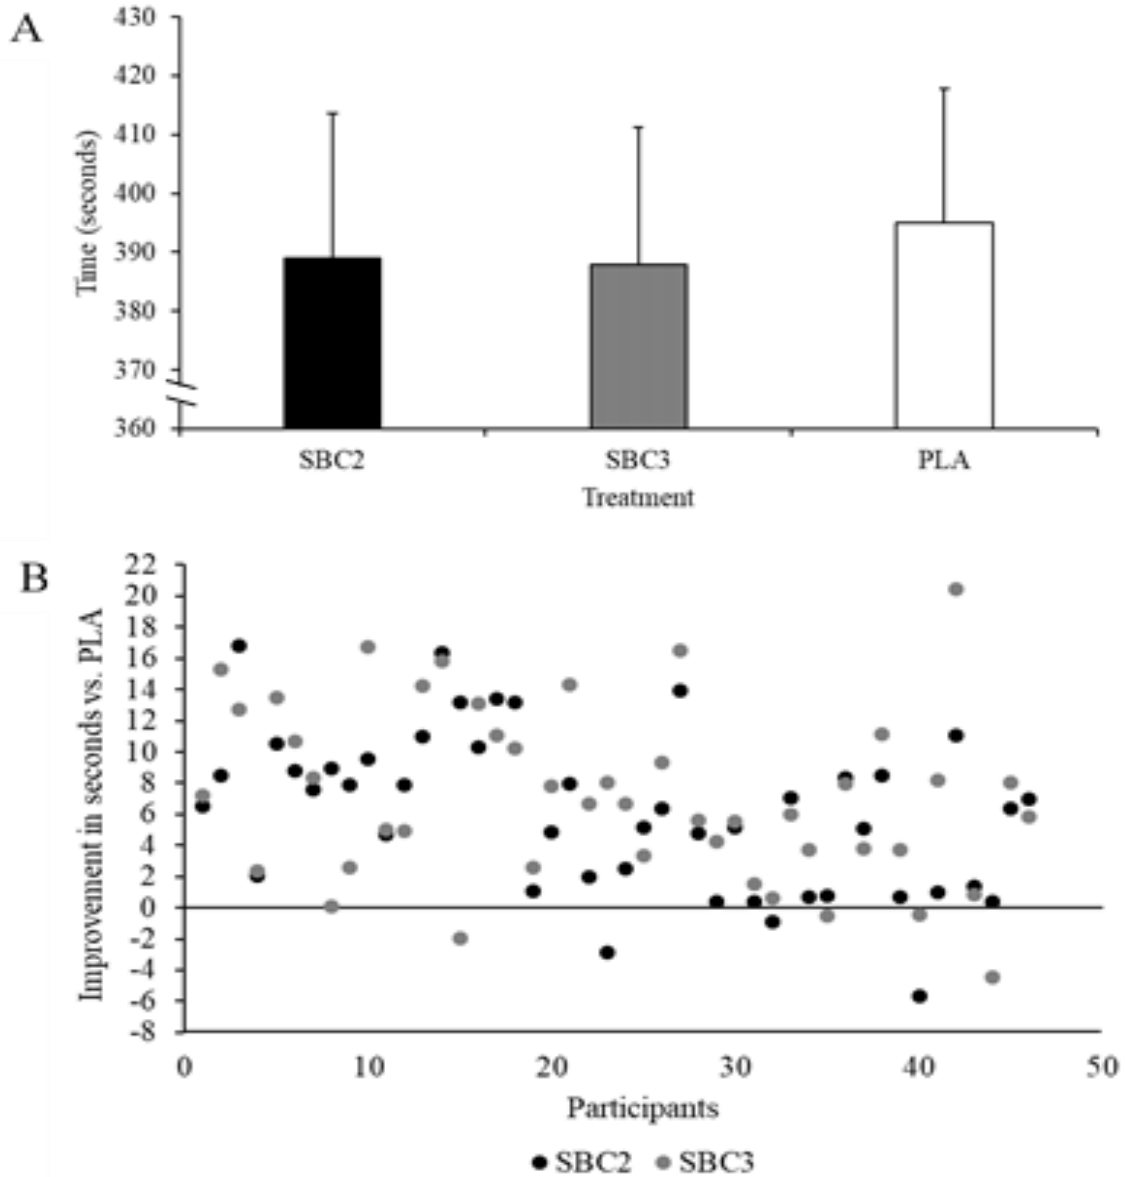 A
430
420
410
400
390
380
370
360
Time (seconds)
SBC2 SBC3 PLA
Treatment
B
22
20
18
16
14
12
10
8
6
4
2
0
-2
-4
-6
-8
Improvement in seconds vs. PLA
0 10 20 30 40 50
Participants
SBC2 SBC3